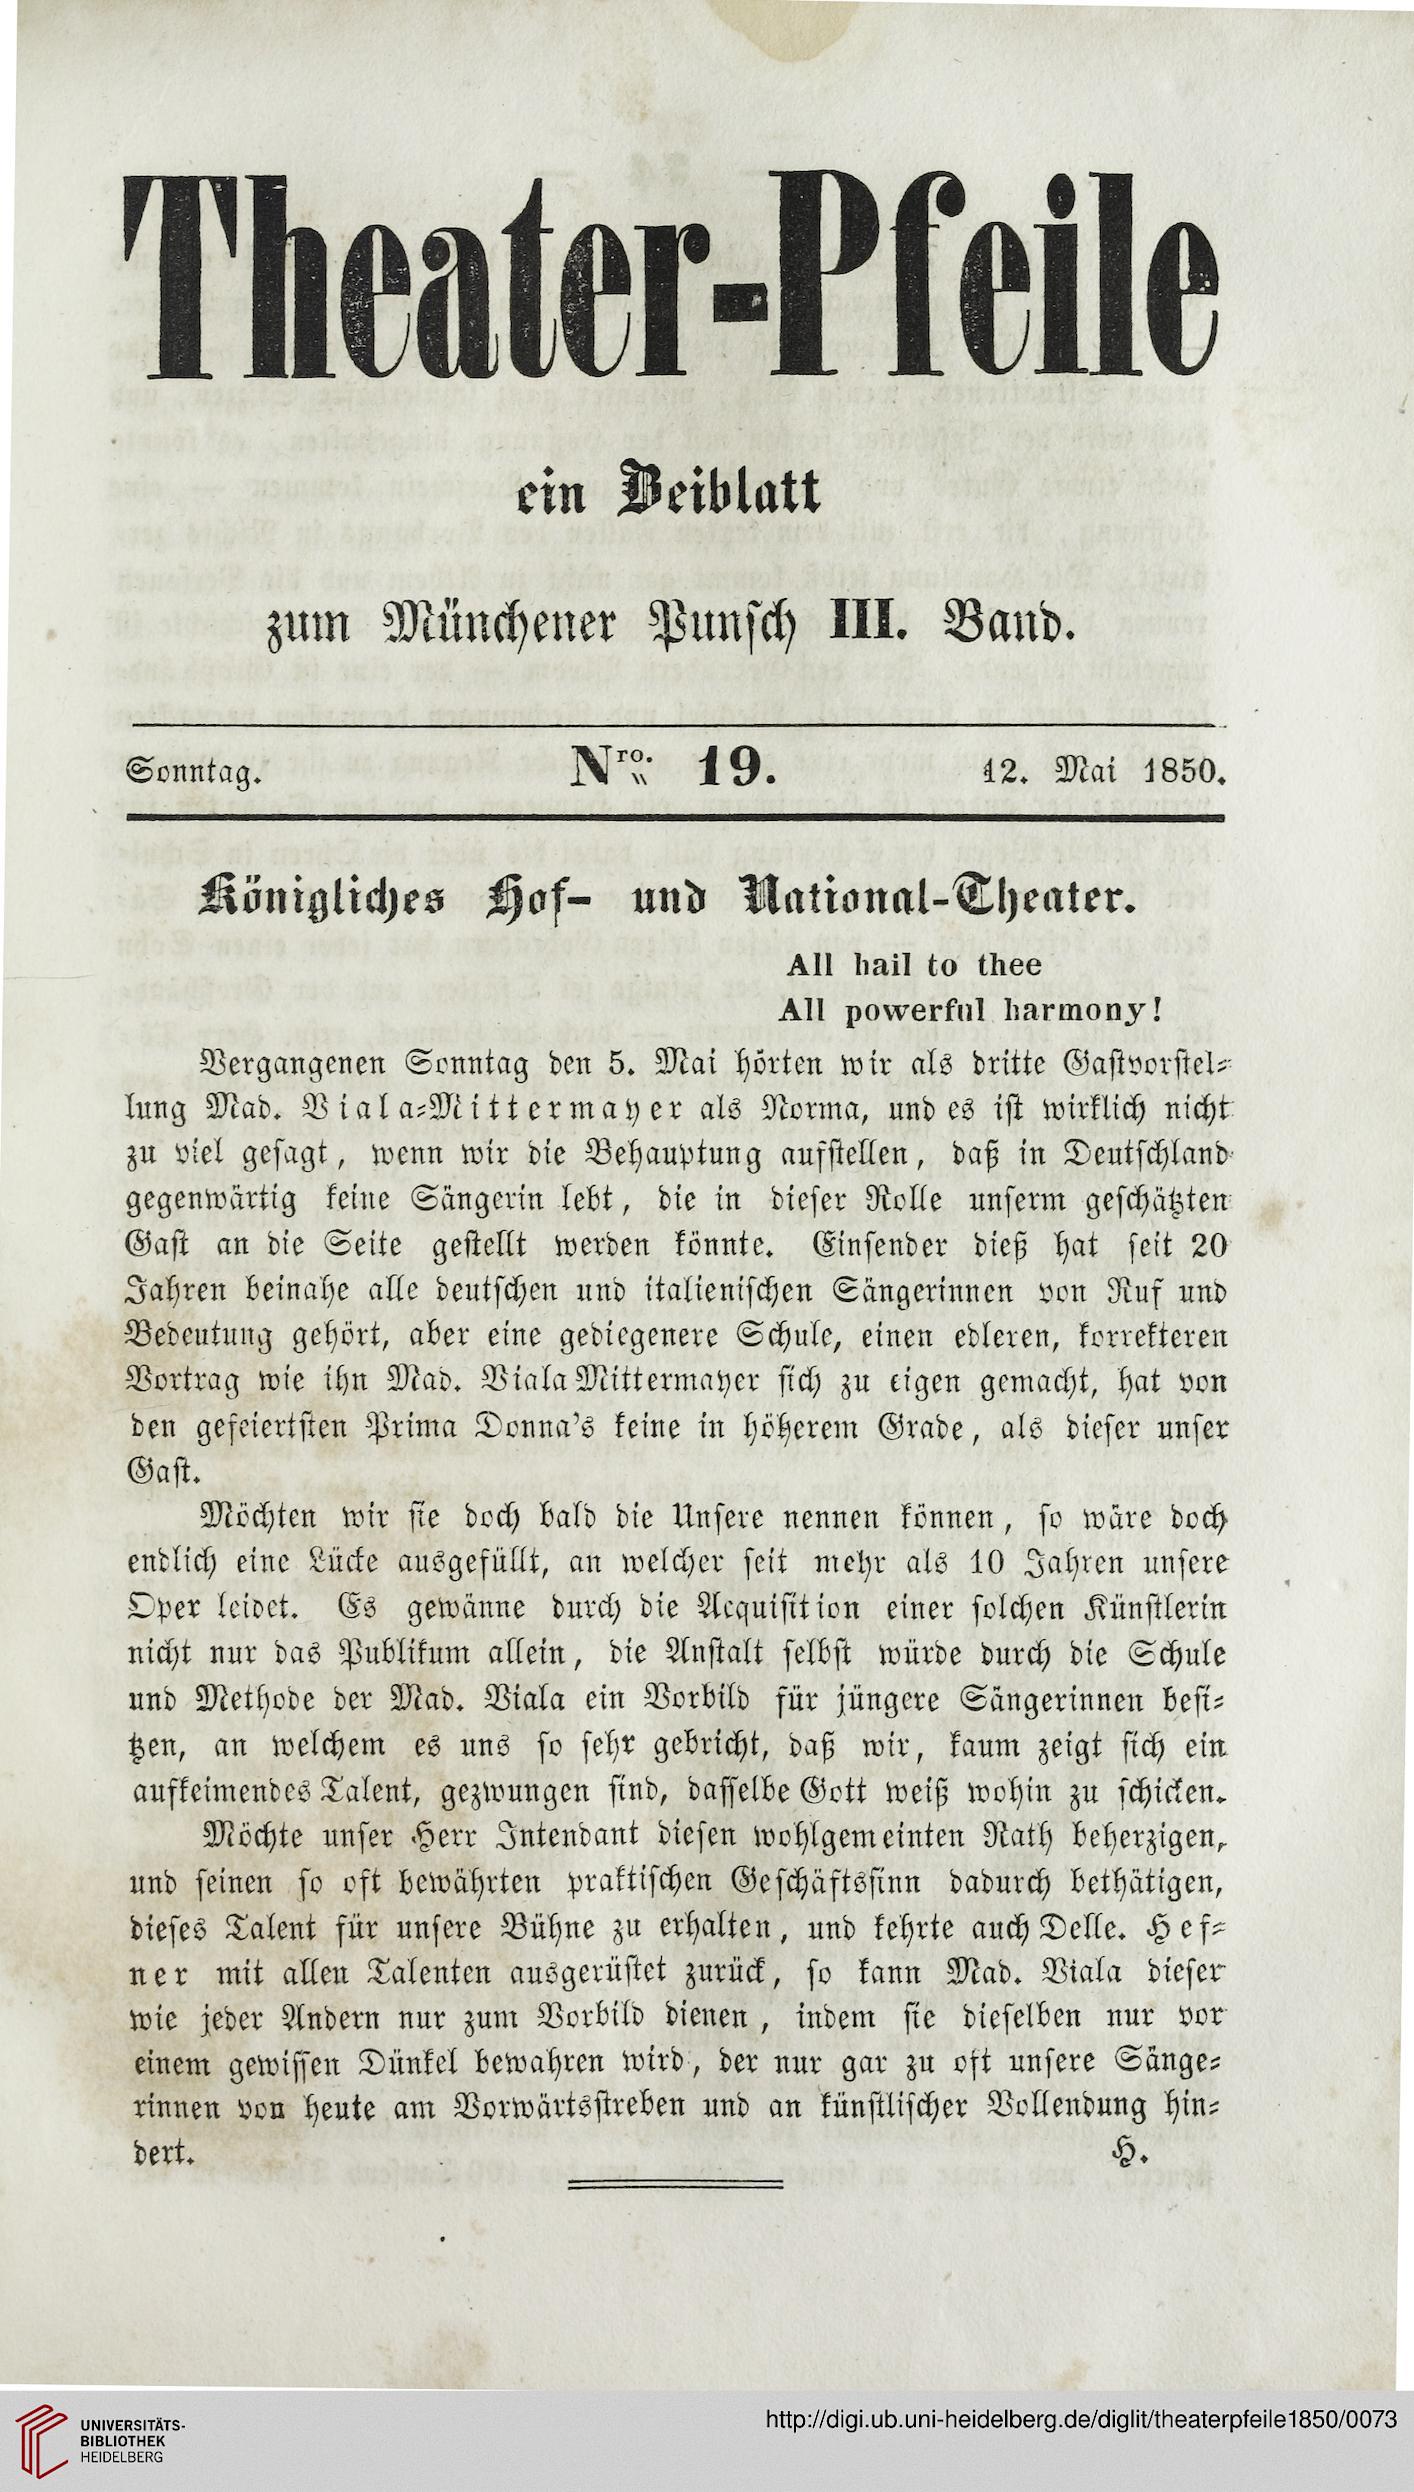 Theater-Pfeile
ein Beiblatt
zum Münchener Punsch III. Band.
Sonntag. Nro. 19. 12. Mai 1850.
Königliches Hof- und National-Theater.
All hail to thee
All powerful harmony!
Vergangenen Sonntag den 5. Mai hörten wir als dritte Gastvorstel-
lung Mad. Viala-Mittermayer als Norma, und es ist wirklich nicht
zu viel gesagt, wenn wir die Behauptung aufstellen, daß in Deutschland
gegenwärtig keine Sängerin lebt, die in dieser Rolle unserm geschätzten
Gast an die Seite gestellt werden könnte. Einsender dieß hat seit 20
Jahren beinahe alle deutschen und italienischen Sängerinnen von Ruf und
Bedeutung gehört, aber eine gediegenere Schule, einen edleren, korrekteren
Vortrag wie ihn Mad. Viala Mittermayer sich zu eigen gemacht, hat von
den gefeiertsten Prima Donna's keine in höherem Grade, als dieser unser
Gast.
Möchten wir sie doch bald die Unsere nennen können, so wäre doch
endlich eine Lücke ausgefüllt, an welcher seit mehr als 10 Jahren unsere
Oper leidet. Es gewänne durch die Acquisition einer solchen Künstlerin
nicht nur das Publikum allein, die Anstalt selbst würde durch die Schule
und Methode der Mad. Viala ein Vorbild für jüngere Sängerinnen besi-
tzen, an welchem es uns so sehr gebricht, daß wir, kaum zeigt sich ein
aufkeimendes Talent, gezwungen sind, dasselbe Gott weiß wohin zu schicken.
Möchte unser Herr Intendant diesen wohlgemeinten Rath beherzigen,
und seinen so oft bewährten praktischen Geschäftssinn dadurch bethätigen,
dieses Talent für unsere Bühne zu erhalten, und kehrte auch Delle. Hef-
ner mit allen Talenten ausgerüstet zurück, so kann Mad. Viala dieser
wie jeder Andern nur zum Vorbild dienen, indem sie dieselben nur vor
einem gewissen Dünkel bewahren wird, der nur gar zu oft unsere Sänge-
rinnen von heute am Vorwärtsstreben und an künstlischer Vollendung hin-
dert. H.
UNIVERSITÄTS-
BIBLIOTHEK
HEIDELBERG
http://digi.ub.uni-heidelberg.de/diglit/theaterpfeile1850/0073